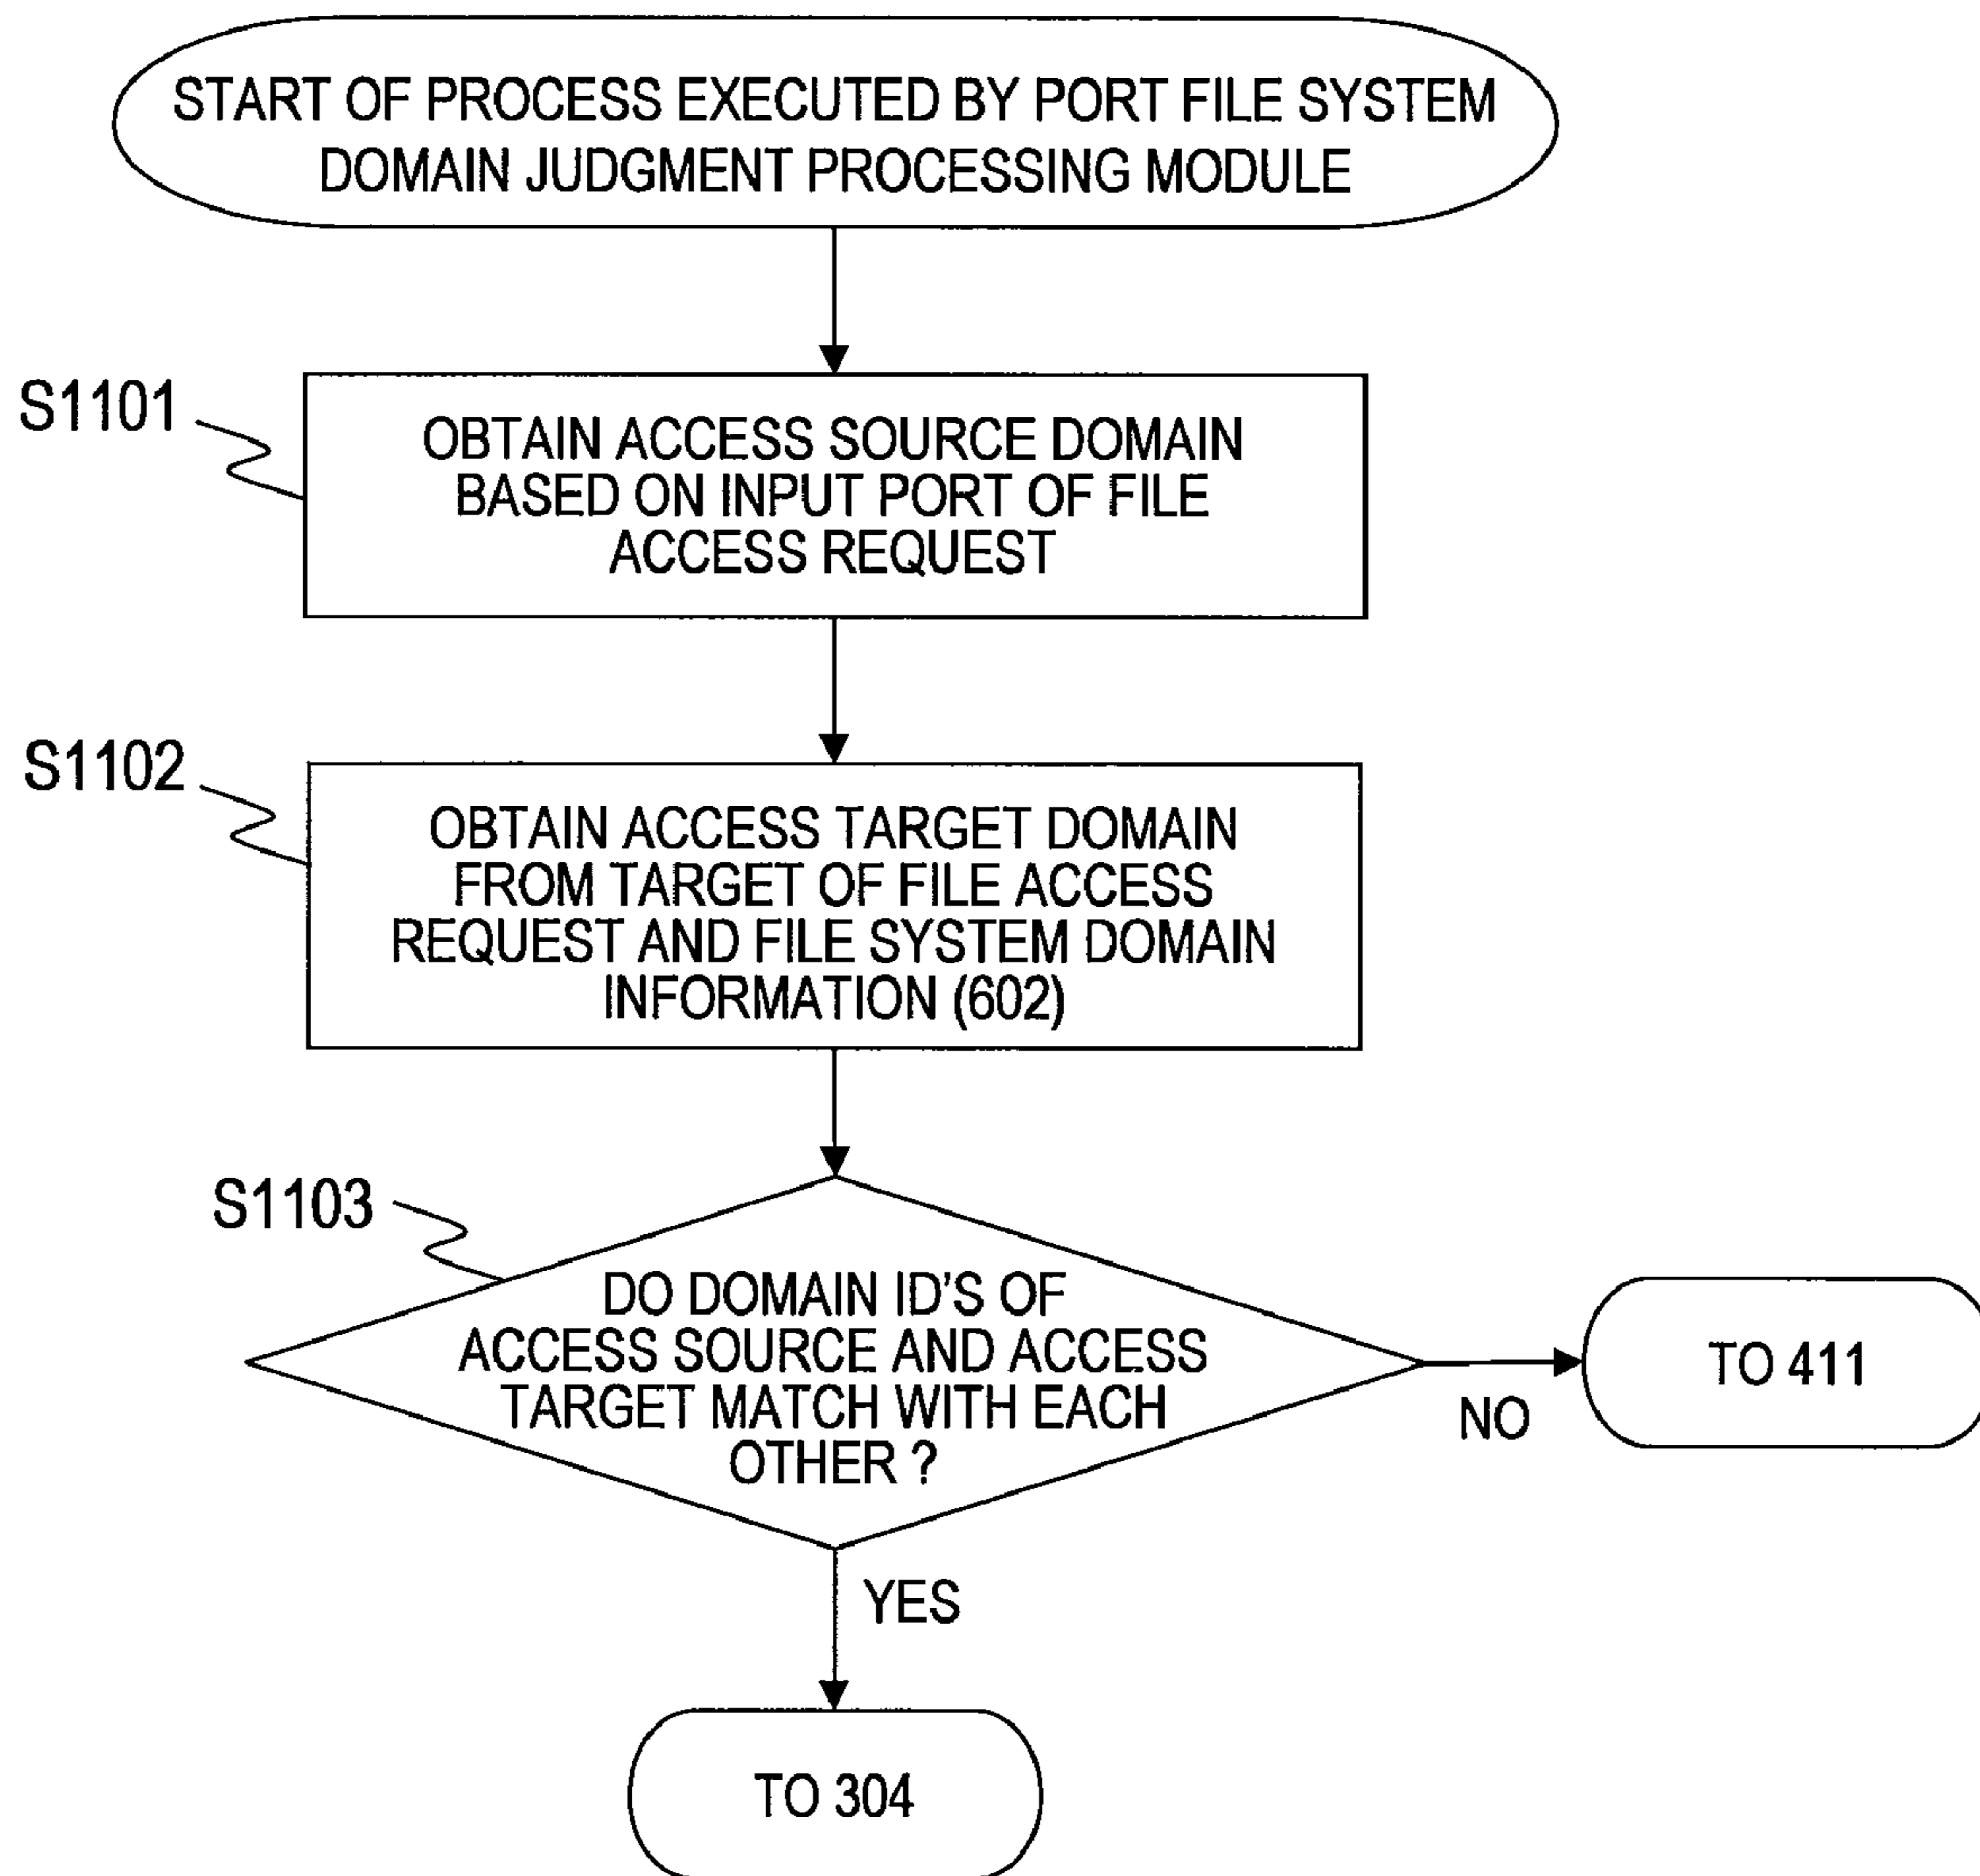 START OF PROCESS EXECUTED BY PORT FILE SYSTEM
DOMAIN JUDGMENT PROCESSING MODULE
S1101
OBTAIN ACCESS SOURCE DOMAIN
BASED ON INPUT PORT OF FILE
ACCESS REQUEST
S1102
OBTAIN ACCESS TARGET DOMAIN
FROM TARGET OF FILE ACCESS
REQUEST AND FILE SYSTEM DOMAIN
INFORMATION (602)
S1103
DO DOMAIN ID'S OF
ACCESS SOURCE AND ACCESS
TARGET MATCH WITH EACH
OTHER ?
NO
TO 411
YES
TO 304